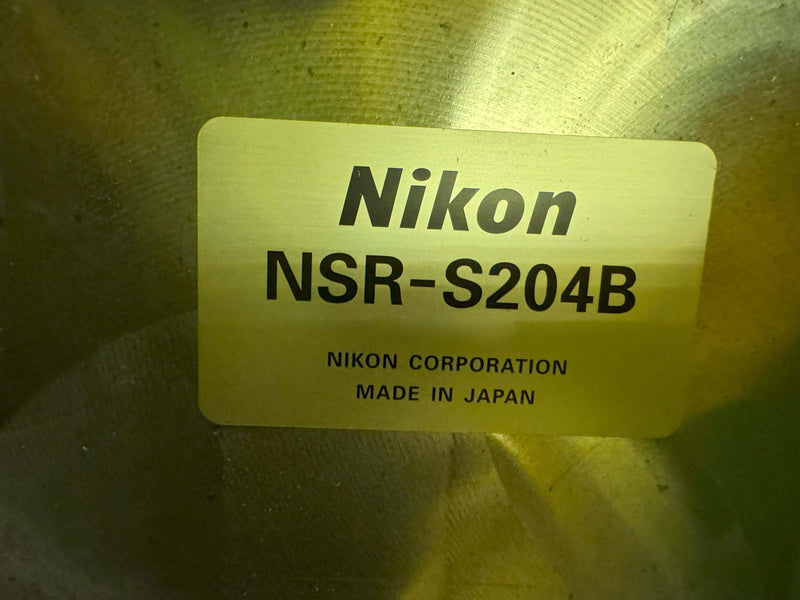 Nikon
NSR-S204B
NIKON CORPORATION
MADE IN JAPAN